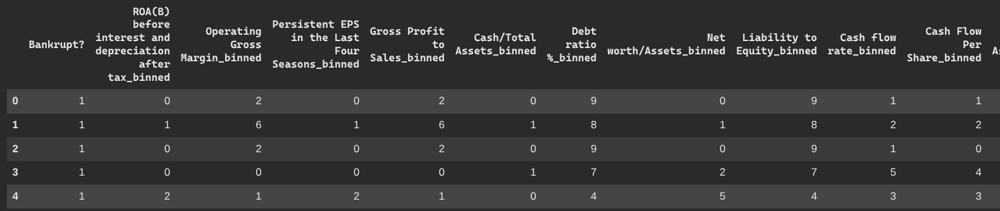 Bankrupt? ROA(B) before interest and depreciation after tax_binned Operating Gross Margin_binned Persistent EPS in the Last Four Seasons_binned Gross Profit to Sales_binned Cash/Total Assets_binned Debt ratio %_binned Net worth/Assets_binned Liability to Equity_binned Cash flow rate_binned Cash Flow Per Share_binned
0 1 0 2 0 2 0 9 0 9 1 1
1 1 1 6 1 6 1 8 1 8 2 2
2 1 0 2 0 2 0 9 0 9 1 0
3 1 0 0 0 0 1 7 2 7 5 4
4 1 2 1 2 1 0 4 5 4 3 3